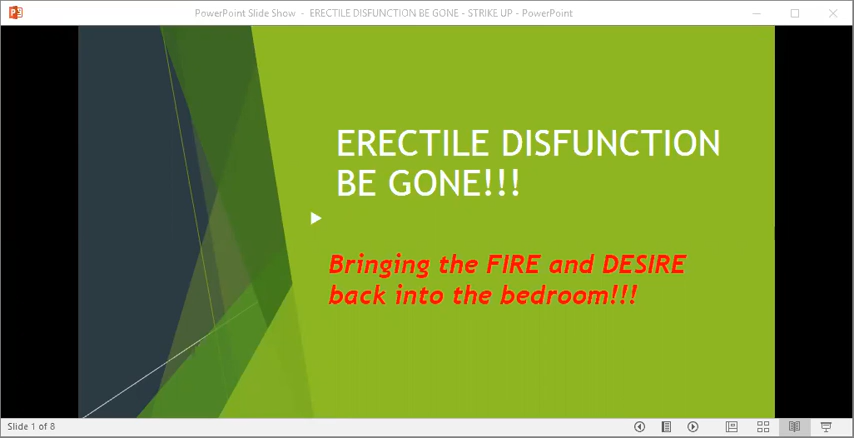 PowerPoint Slide Show - ERECTILE DISFUNCTION BE GONE - STRIKE UP - PowerPoint
ERECTILE DISFUNCTION
BE GONE!!!
Bringing the FIRE and DESIRE
back into the bedroom!!!
Slide 1 of 8